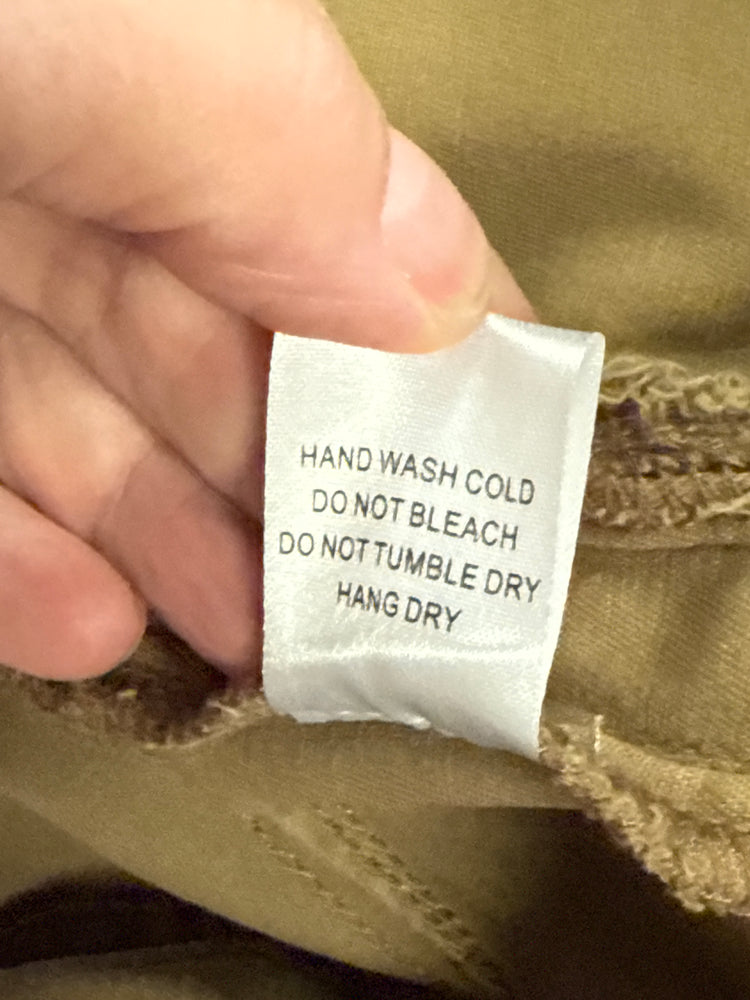 HAND WASH COLD
DO NOT BLEACH
DO NOT TUMBLE DRY
HANG DRY